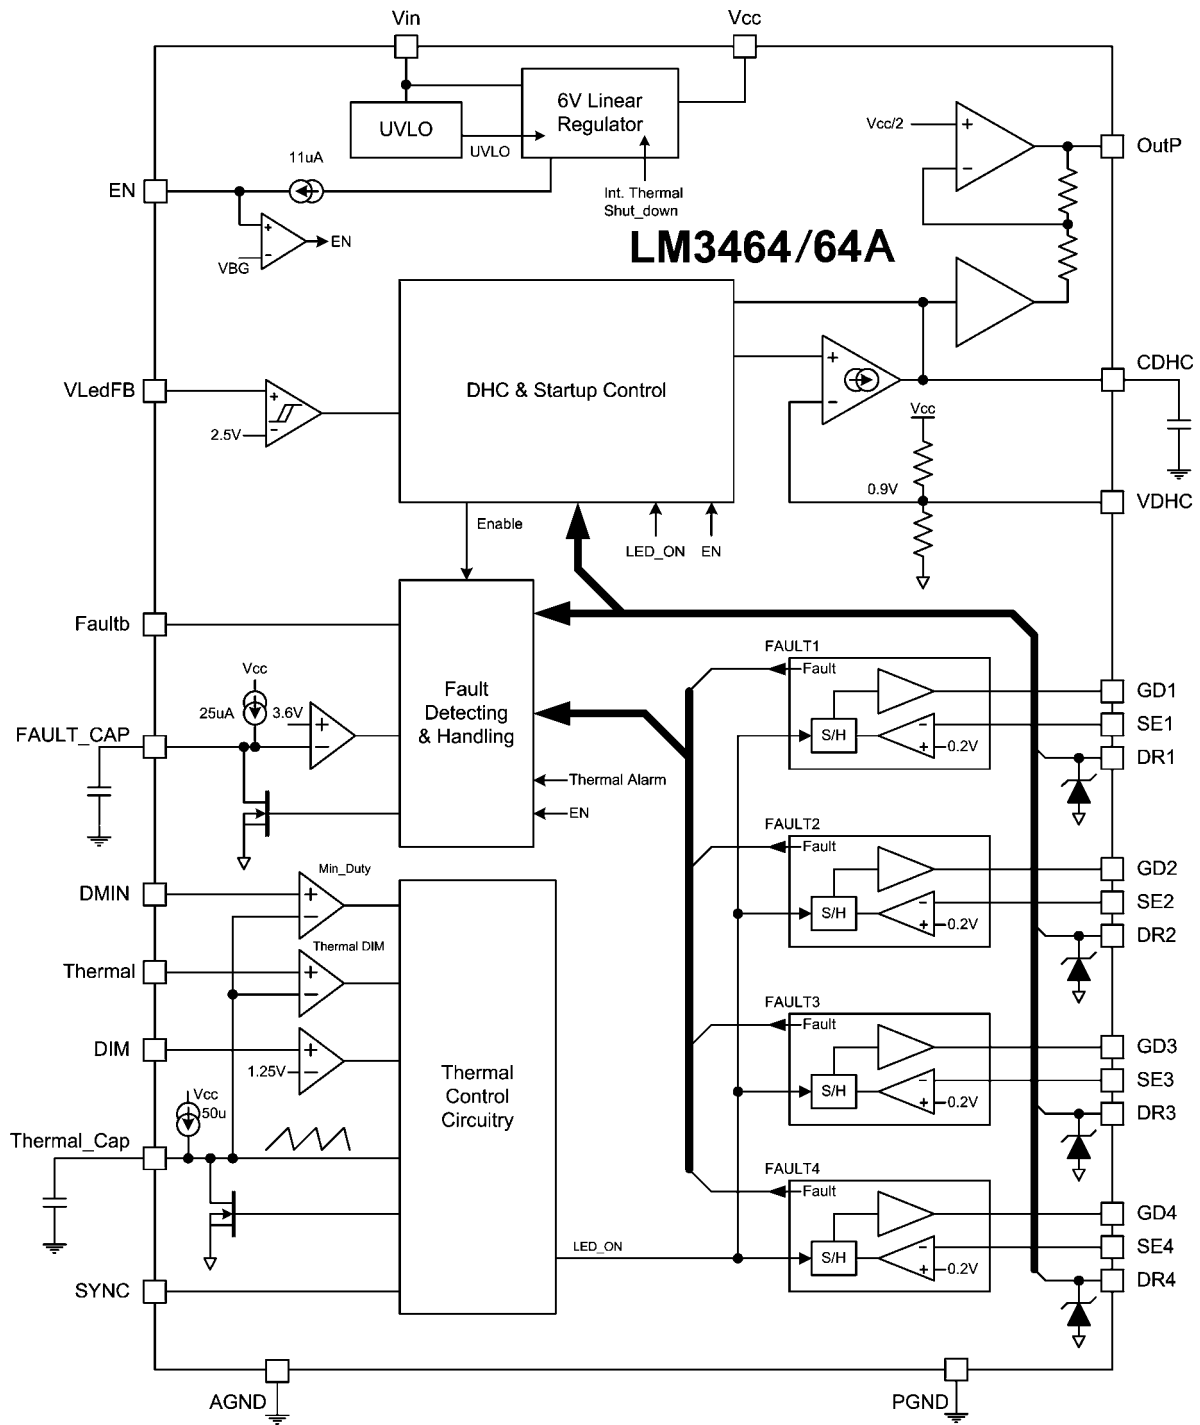 Vin
Vcc
6V Linear
Regulator
UVLO
UVLO
Int. Thermal
Shut_down
11uA
EN
EN
VBG
Vcc/2
+
−
OutP
LM3464/64A
DHC & Startup Control
VLedFB
2.5V
+
−
CDHC
Vcc
0.9V
VDHC
Enable
LED_ON
EN
Faultb
Vcc
25uA
3.6V
FAULT_CAP
Fault
Detecting
& Handling
Thermal Alarm
EN
FAULT1
Fault
S/H
0.2V
GD1
SE1
DR1
FAULT2
Fault
S/H
0.2V
GD2
SE2
DR2
FAULT3
Fault
S/H
0.2V
GD3
SE3
DR3
FAULT4
Fault
S/H
0.2V
GD4
SE4
DR4
DMIN
Min_Duty
Thermal
Thermal DIM
DIM
1.25V
Vcc
50u
Thermal_Cap
Thermal
Control
Circuitry
LED_ON
SYNC
AGND
PGND